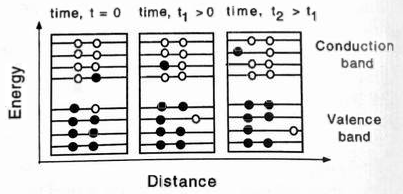 time, t = 0
time, t₁ > 0
time, t₂ > t₁
Energy
Conduction
band
Valence
band
Distance